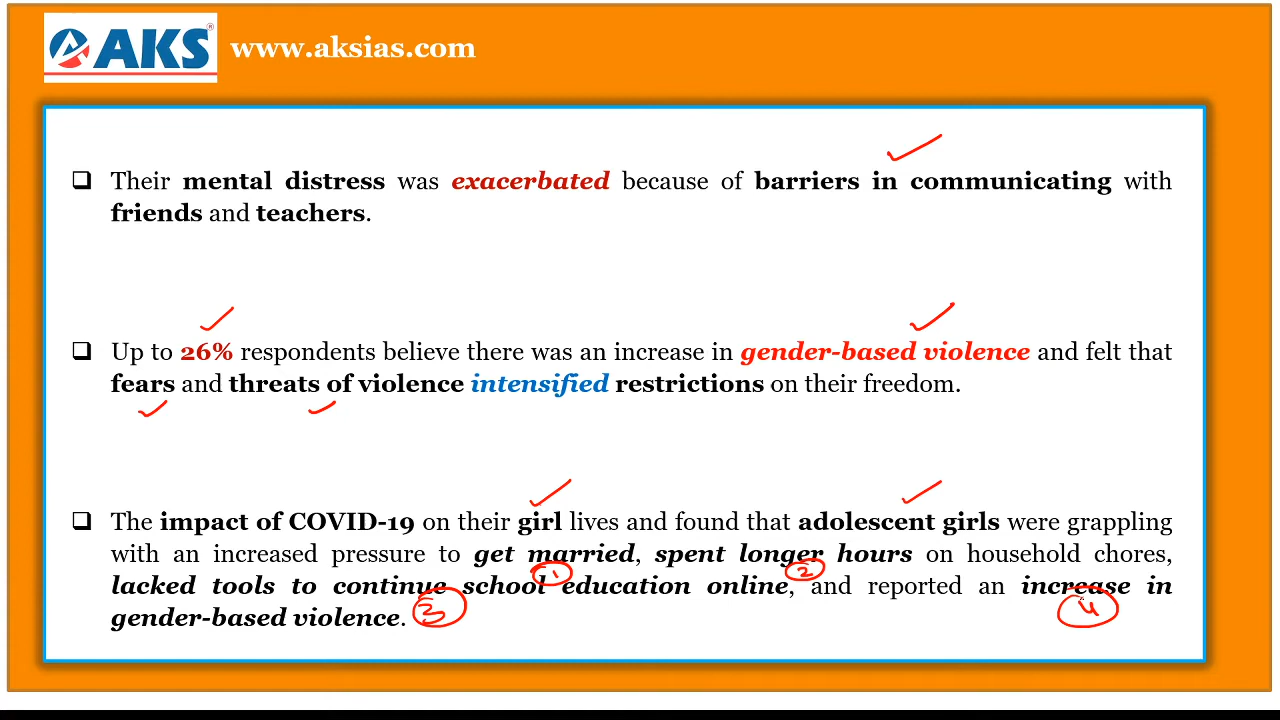 AKS® www.aksias.com
❑ Their mental distress was exacerbated because of barriers in communicating with
friends and teachers.
❑ Up to 26% respondents believe there was an increase in gender-based violence and felt that
fears and threats of violence intensified restrictions on their freedom.
❑ The impact of COVID-19 on their girl lives and found that adolescent girls were grappling
with an increased pressure to get married, spent longer hours on household chores,
1 2
lacked tools to continue school education online, and reported an increase in
3 4
gender-based violence.